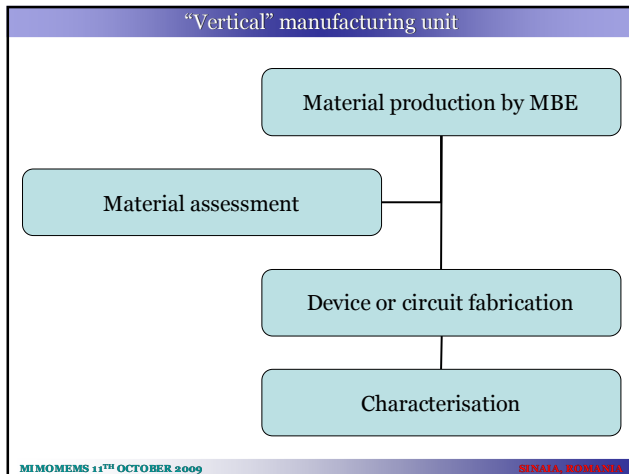 “Vertical” manufacturing unit
Material production by MBE
Material assessment
Device or circuit fabrication
Characterisation
MIMOMEMS 11TH OCTOBER 2009
SINAIA, ROMANIA